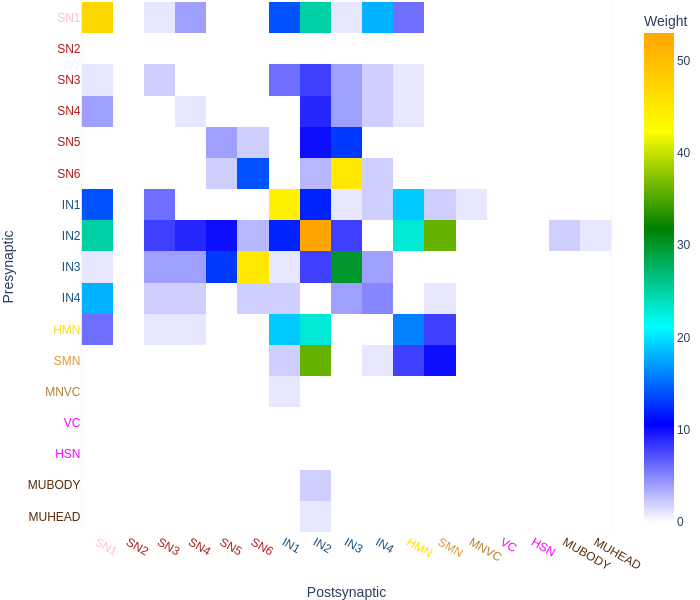 Weight
SN1
SN2
SN3
SN4
SN5
SN6
IN1
IN2
IN3
IN4
HMN
SMN
MNVC
VC
HSN
MUBODY
MUHEAD
Presynaptic
50
40
30
20
10
0
SN1
SN2
SN3
SN4
SN5
SN6
IN1
IN2
IN3
IN4
HMN
SMN
MNVC
VC
HSN
MUBODY
MUHEAD
Postsynaptic